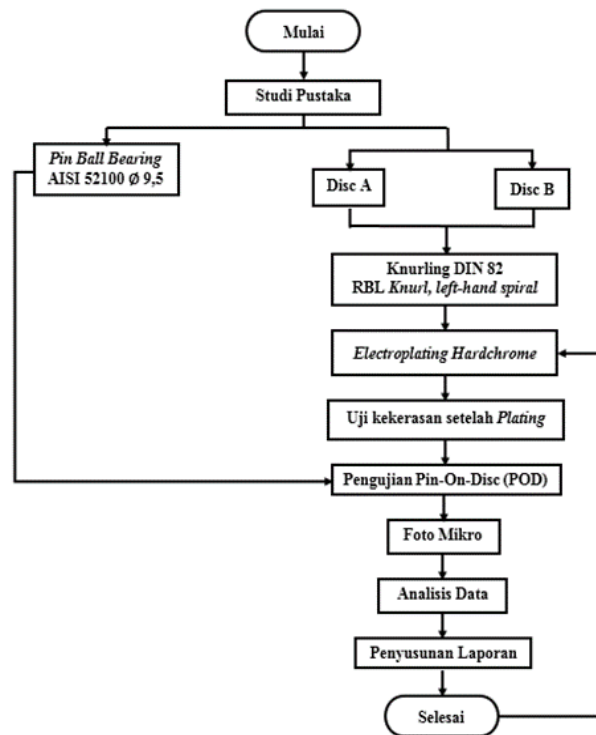 Mulai
Studi Pustaka
Pin Ball Bearing
AISI 52100 Ø 9,5
Disc A
Disc B
Knurling DIN 82
RBL Knurl, left-hand spiral
Electroplating Hardchrome
Uji kekerasan setelah Plating
Pengujian Pin-On-Disc (POD)
Foto Mikro
Analisis Data
Penyusunan Laporan
Selesai